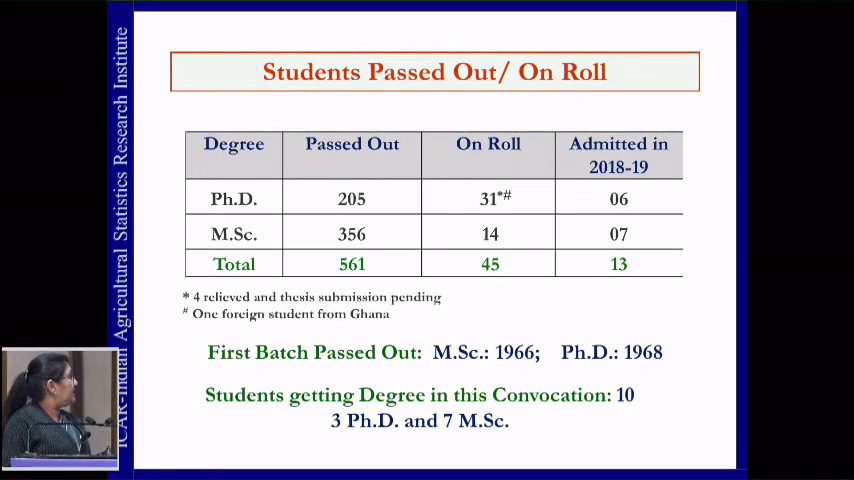 Students Passed Out/ On Roll
Degree Passed Out On Roll Admitted in 2018-19
Ph.D. 205 31*# 06
M.Sc. 356 14 07
Total 561 45 13
* 4 relieved and thesis submission pending
# One foreign student from Ghana
First Batch Passed Out: M.Sc.: 1966; Ph.D.: 1968
Students getting Degree in this Convocation: 10
3 Ph.D. and 7 M.Sc.
ICAR-Indian Agricultural Statistics Research Institute